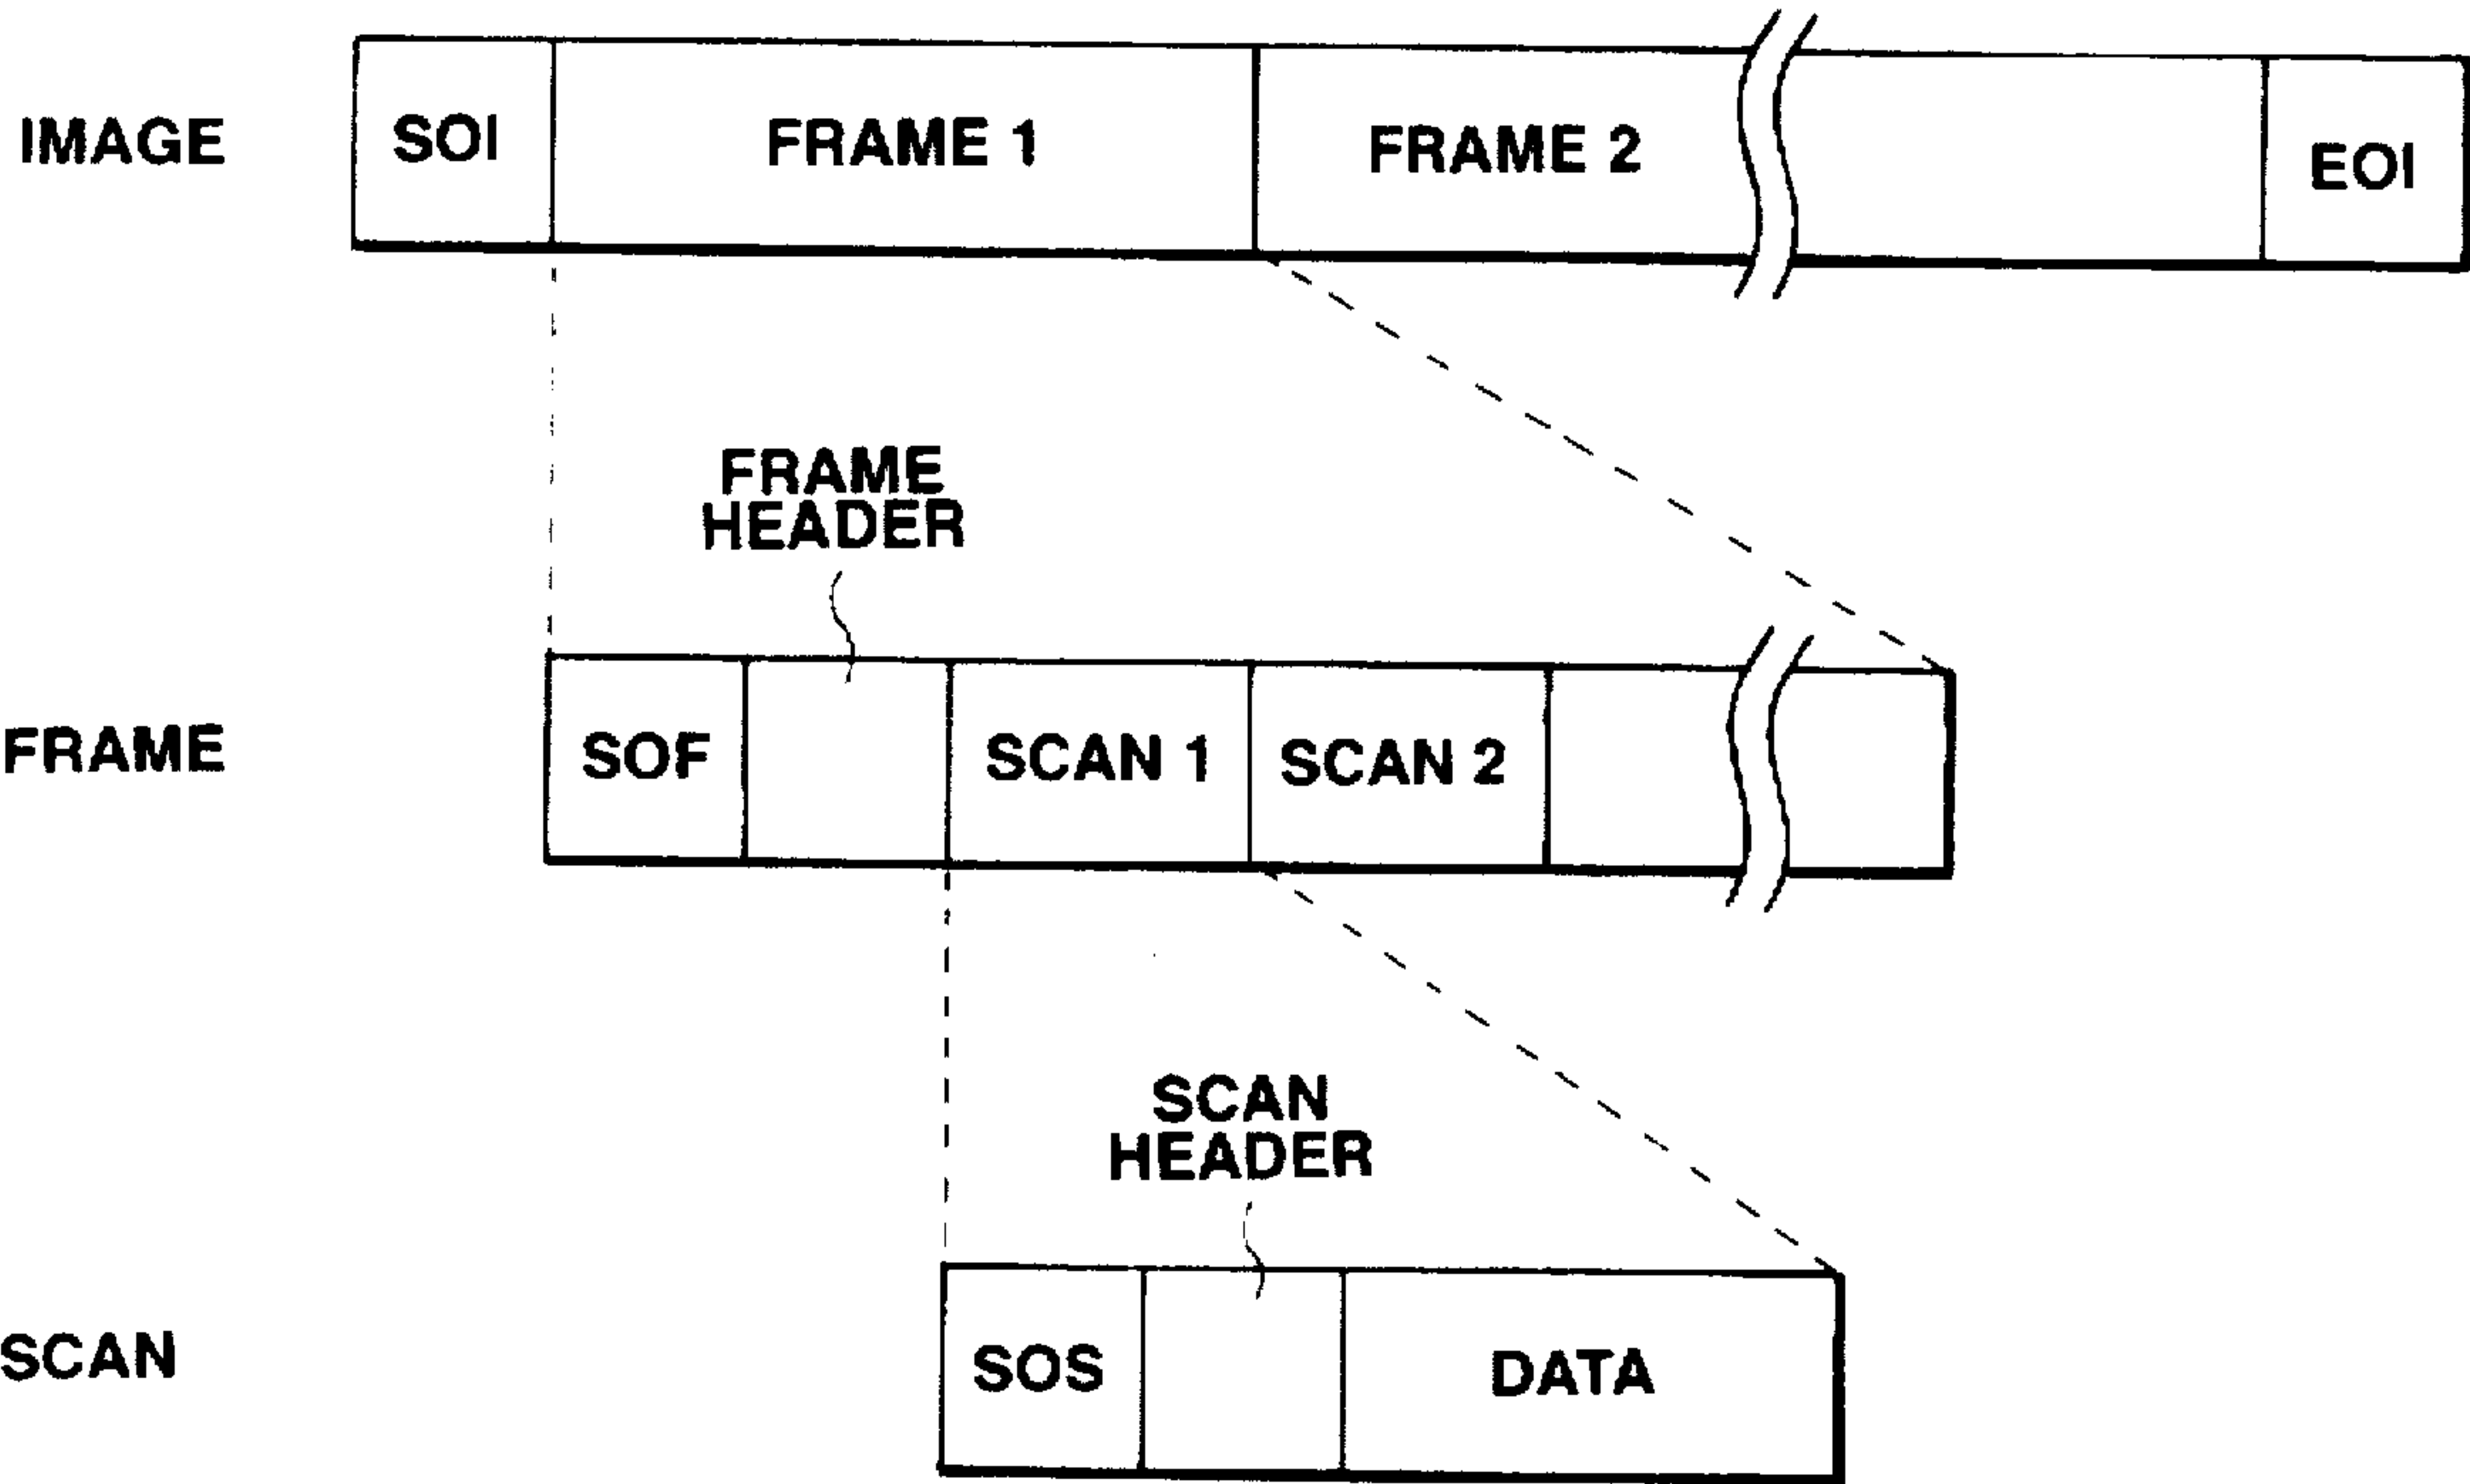 IMAGE
SOI
FRAME 1
FRAME 2
EOI
FRAME
HEADER
FRAME
SOF
SCAN 1
SCAN 2
SCAN
HEADER
SCAN
SOS
DATA